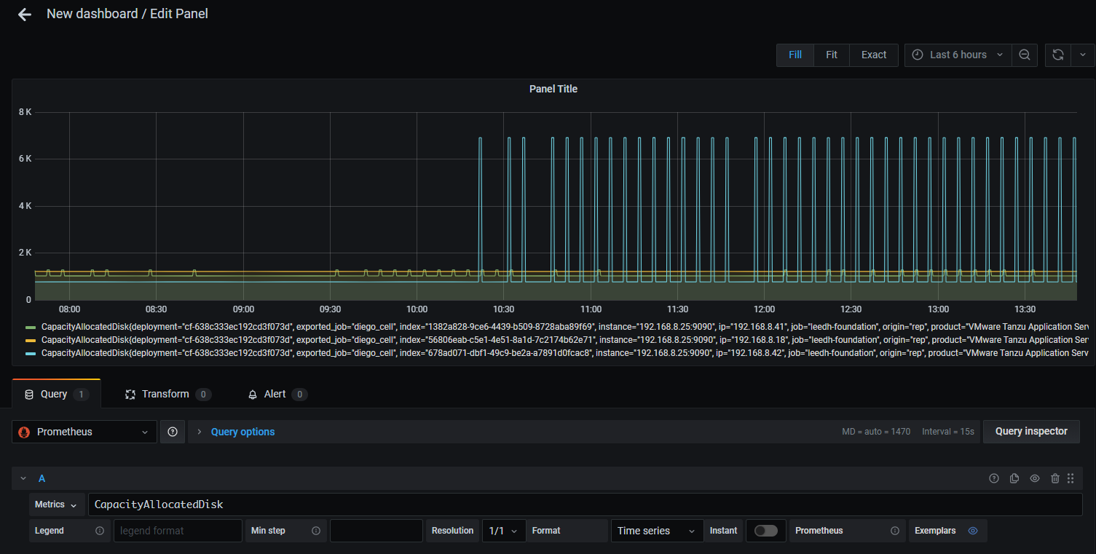 New dashboard / Edit Panel
Fill Fit Exact Last 6 hours
Panel Title
8 K
6 K
4 K
2 K
0
08:00 08:30 09:00 09:30 10:00 10:30 11:00 11:30 12:00 12:30 13:00 13:30
CapacityAllocatedDisk{deployment="cf-638c333ec192cd3f073d", exported_job="diego_cell", index="1382a828-9ce6-4439-b509-8728aba89f69", instance="192.168.8.25:9090", ip="192.168.8.41", job="leedh-foundation", origin="rep", product="VMware Tanzu Application Serv
CapacityAllocatedDisk{deployment="cf-638c333ec192cd3f073d", exported_job="diego_cell", index="56806eab-c5e1-4e51-8a1d-7c2174b62e71", instance="192.168.8.25:9090", ip="192.168.8.18", job="leedh-foundation", origin="rep", product="VMware Tanzu Application Serv
CapacityAllocatedDisk{deployment="cf-638c333ec192cd3f073d", exported_job="diego_cell", index="678ad071-dbf1-49c9-be2a-a7891d0fcac8", instance="192.168.8.25:9090", ip="192.168.8.42", job="leedh-foundation", origin="rep", product="VMware Tanzu Application Serv
Query 1 Transform 0 Alert 0
Prometheus Query options MD = auto = 1470 Interval = 15s Query inspector
A
Metrics CapacityAllocatedDisk
Legend legend format Min step Resolution 1/1 Format Time series Instant Prometheus Exemplars